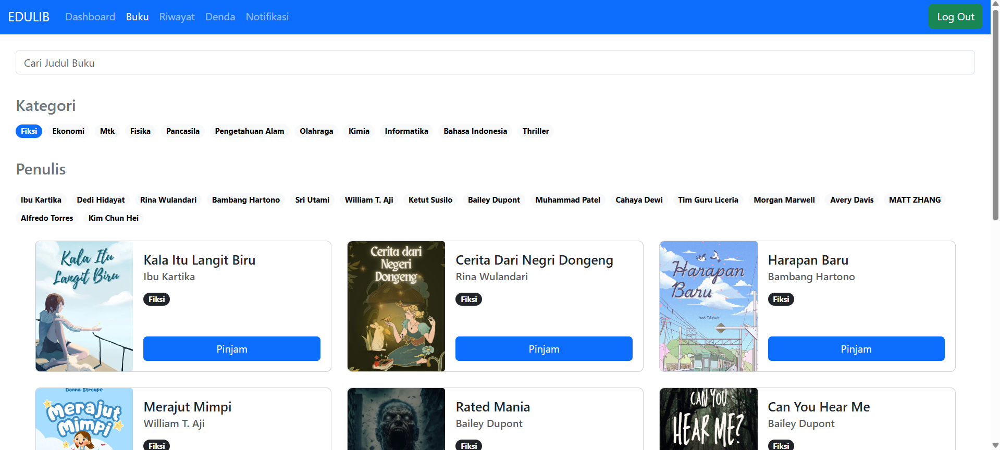 EDULIB Dashboard Buku Riwayat Denda Notifikasi Log Out
Cari Judul Buku
Kategori
Fiksi Ekonomi Mtk Fisika Pancasila Pengetahuan Alam Olahraga Kimia Informatika Bahasa Indonesia Thriller
Penulis
Ibu Kartika Dedi Hidayat Rina Wulandari Bambang Hartono Sri Utami William T. Aji Ketut Susilo Bailey Dupont Muhammad Patel Cahaya Dewi Tim Guru Liceria Morgan Marwell Avery Davis MATT ZHANG
Alfredo Torres Kim Chun Hei
Kala Itu
Langit Biru
Kala Itu Langit Biru
Ibu Kartika
Fiksi
Pinjam
Cerita dari
Negeri
Dongeng
Cerita Dari Negri Dongeng
Rina Wulandari
Fiksi
Pinjam
Harapan
Baru
Harapan Baru
Bambang Hartono
Fiksi
Pinjam
Donna Stroupe
Merajut
Mimpi
Merajut Mimpi
William T. Aji
Fiksi
Rated Mania
Bailey Dupont
Fiksi
CAN YOU
HEAR ME?
Can You Hear Me
Bailey Dupont
Fiksi